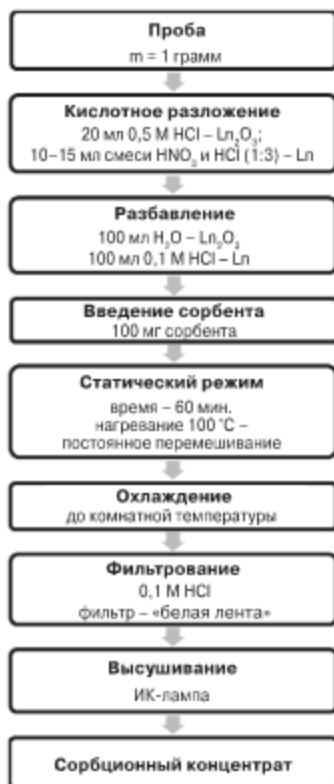 Проба
m = 1 грамм
Кислотное разложение
20 мл 0,5 М HCl – Ln₂O₃;
10–15 мл смеси HNO₃ и HCl (1:3) – Ln
Разбавление
100 мл H₂O – Ln₂O₃
100 мл 0,1 М HCl – Ln
Введение сорбента
100 мг сорбента
Статический режим
время – 60 мин.
нагревание 100 °С –
постоянное перемешивание
Охлаждение
до комнатной температуры
Фильтрование
0,1 М HCl
фильтр – «белая лента»
Высушивание
ИК-лампа
Сорбционный концентрат